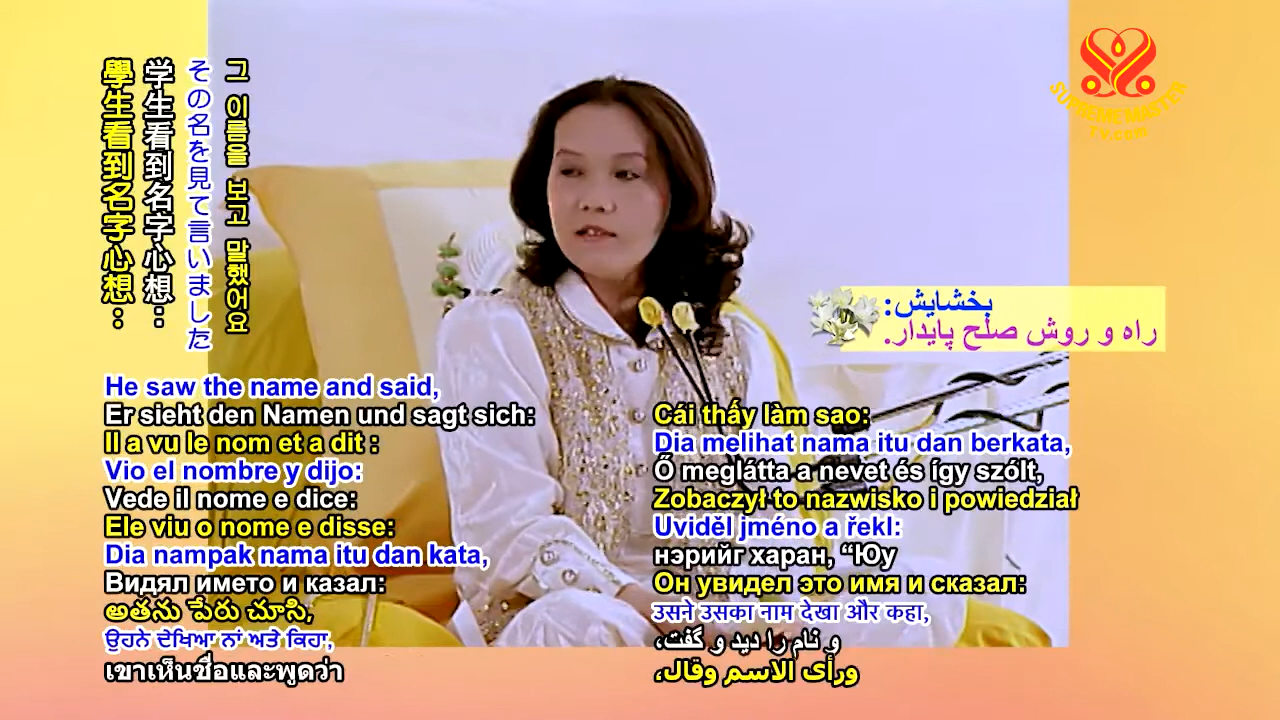 그 이름을 보고 말했어요
その名を見て言いました
学生看到名字心想：
學生看到名字心想：
SUPREME MASTER
TV.com
بخشایش:
راه و روش صلح پایدار.
He saw the name and said,
Er sieht den Namen und sagt sich:
Il a vu le nom et a dit :
Vio el nombre y dijo:
Vede il nome e dice:
Ele viu o nome e disse:
Dia nampak nama itu dan kata,
Видял името и казал:
అతను పేరు చూసి,
ਉਹਨੇ ਦੇਖਿਆ ਨਾਂ ਅਤੇ ਕਿਹਾ,
เขาเห็นชื่อและพูดว่า
Cái thấy làm sao:
Dia melihat nama itu dan berkata,
Ő meglátta a nevet és így szólt,
Zobaczył to nazwisko i powiedział
Uviděl jméno a řekl:
нэрийг харан, “Юу
Он увидел это имя и сказал:
उसने उसका नाम देखा और कहा,
و نام را دید و گفت،
ورأى الاسم وقال،